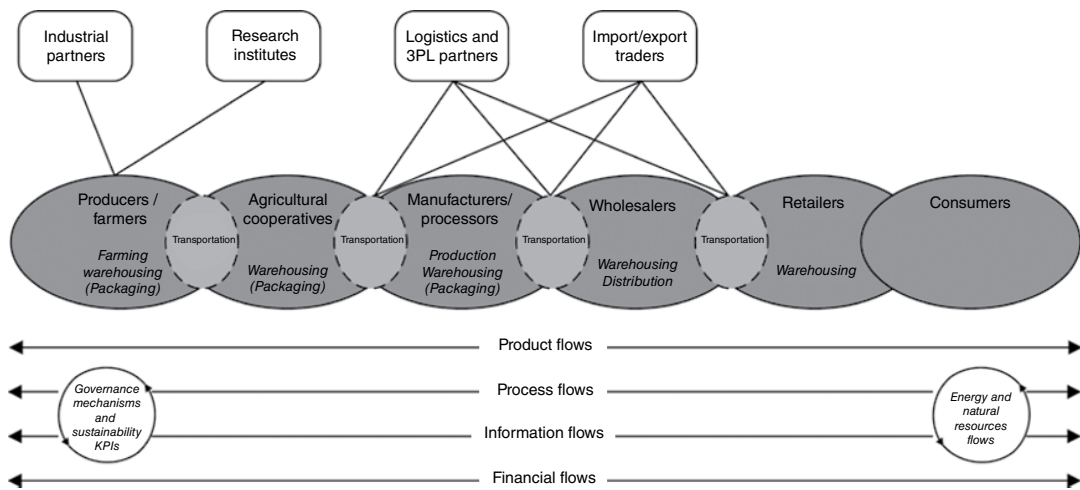 Industrial
partners
Research
institutes
Logistics and
3PL partners
Import/export
traders
Producers /
farmers
Farming
warehousing
(Packaging)
Transportation
Agricultural
cooperatives
Warehousing
(Packaging)
Transportation
Manufacturers/
processors
Production
Warehousing
(Packaging)
Transportation
Wholesalers
Warehousing
Distribution
Transportation
Retailers
Warehousing
Consumers
Product flows
Process flows
Information flows
Financial flows
Governance
mechanisms
and
sustainability
KPIs
Energy and
natural
resources
flows